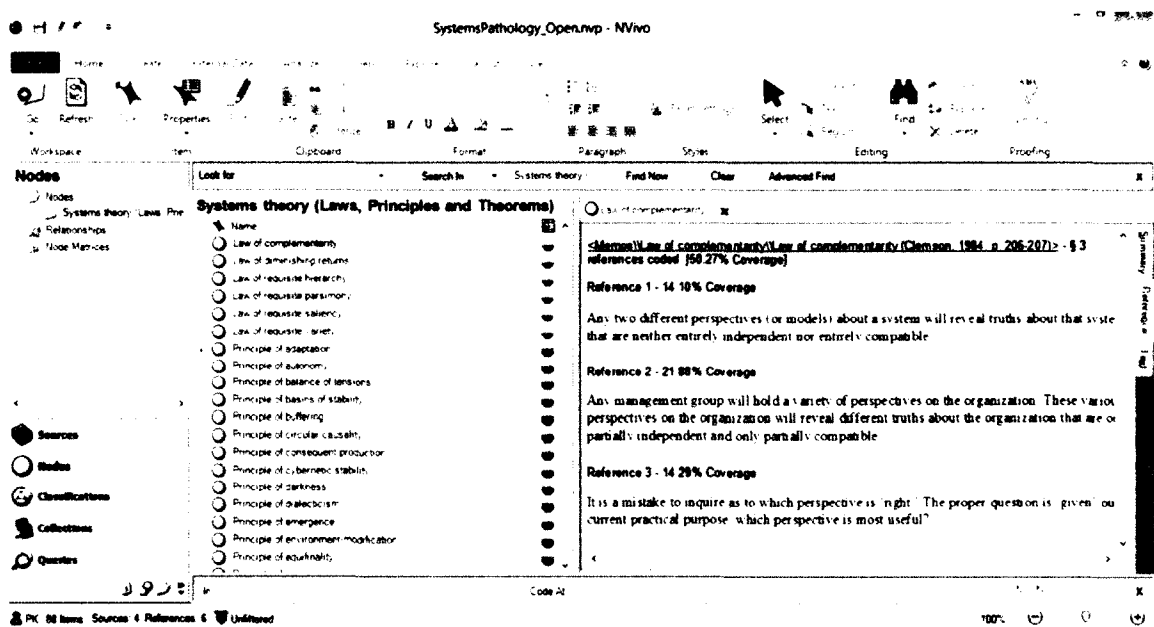 SystemsPathology_Open.nvp - NVivo
Home
Go Refresh Properties Select Find
Workspace Item Clipboard Format Paragraph Styles Editing Proofing
B I U
Replace
Delete
Nodes
Look for Search In Systems theory Find Now Clear Advanced Find x
Nodes
Systems theory (Laws, Prin
Relationships
Node Matrices
Systems theory (Laws, Principles and Theorems)
Name
Law of complementarity
Law of diminishing returns
Law of requisite hierarchy
Law of requisite parsimony
Law of requisite saliency
Law of requisite variety
Principle of adaptation
Principle of autonomy
Principle of balance of tensions
Principle of basins of stability
Principle of buffering
Principle of circular causality
Principle of consequent production
Principle of cybernetic stability
Principle of darkness
Principle of dialecticism
Principle of emergence
Principle of environment modification
Principle of equifinality
Law of complementarity
<Memos\\Law of complementarity\\Law of complementarity (Clemson, 1984, p. 206-207)> - § 3
references coded [50.27% Coverage]
Reference 1 - 14.10% Coverage
Any two different perspectives (or models) about a system will reveal truths about that syste
that are neither entirely independent nor entirely compatible
Reference 2 - 21.88% Coverage
Any management group will hold a variety of perspectives on the organization. These variou
perspectives on the organization will reveal different truths about the organization that are o
partially independent and only partially compatible
Reference 3 - 14.29% Coverage
It is a mistake to inquire as to which perspective is 'right.' The proper question is 'given' ou
current practical purpose, which perspective is most useful?
Summary
Reference
Text
Sources
Nodes
Classifications
Collections
Queries
In Code At x
PK 88 Items Sources: 4 References: 6 Unfiltered 100%